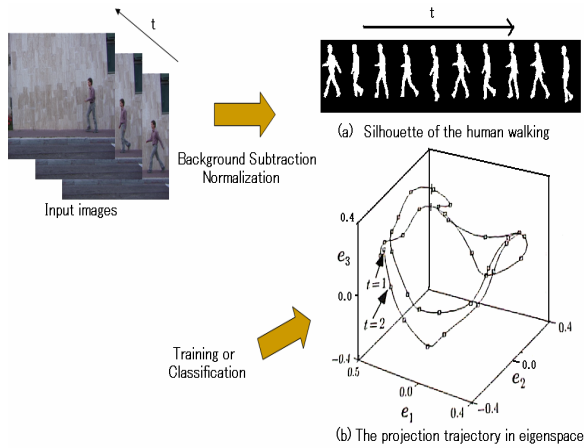 t
t
(a) Silhouette of the human walking
Background Subtraction
Normalization
Input images
0.4
e3
t=1
0.0
t=2
0.4
Training or
Classification
-0.4
0.5
0.0
e2
0.0
e1
0.4
-0.4
(b) The projection trajectory in eigenspace